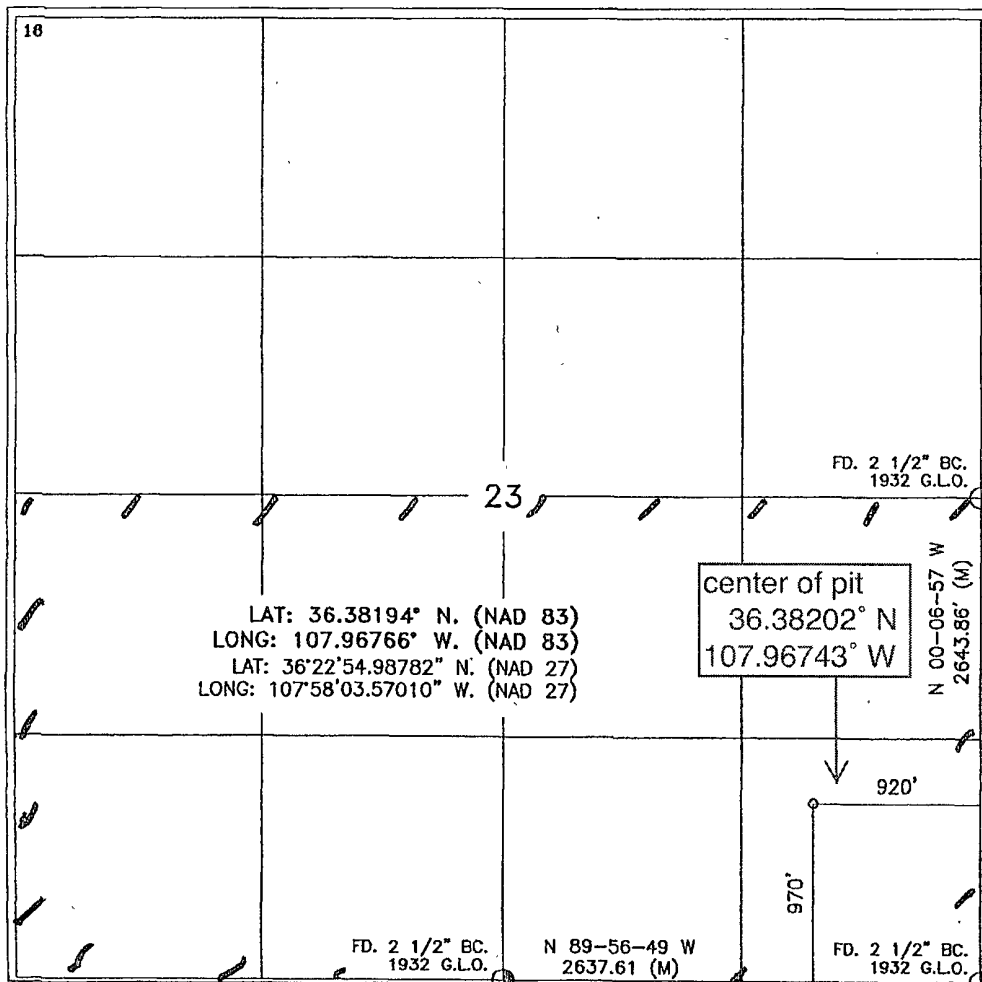 16
FD. 2 1/2" BC.
1932 G.L.O.
23
N 00-06-57 W
2643.86' (M)
center of pit
36.38202° N
107.96743° W
LAT: 36.38194° N. (NAD 83)
LONG: 107.96766° W. (NAD 83)
LAT: 36°22'54.98782" N. (NAD 27)
LONG: 107°58'03.57010" W. (NAD 27)
920'
970'
FD. 2 1/2" BC.
1932 G.L.O.
N 89-56-49 W
2637.61 (M)
FD. 2 1/2" BC.
1932 G.L.O.